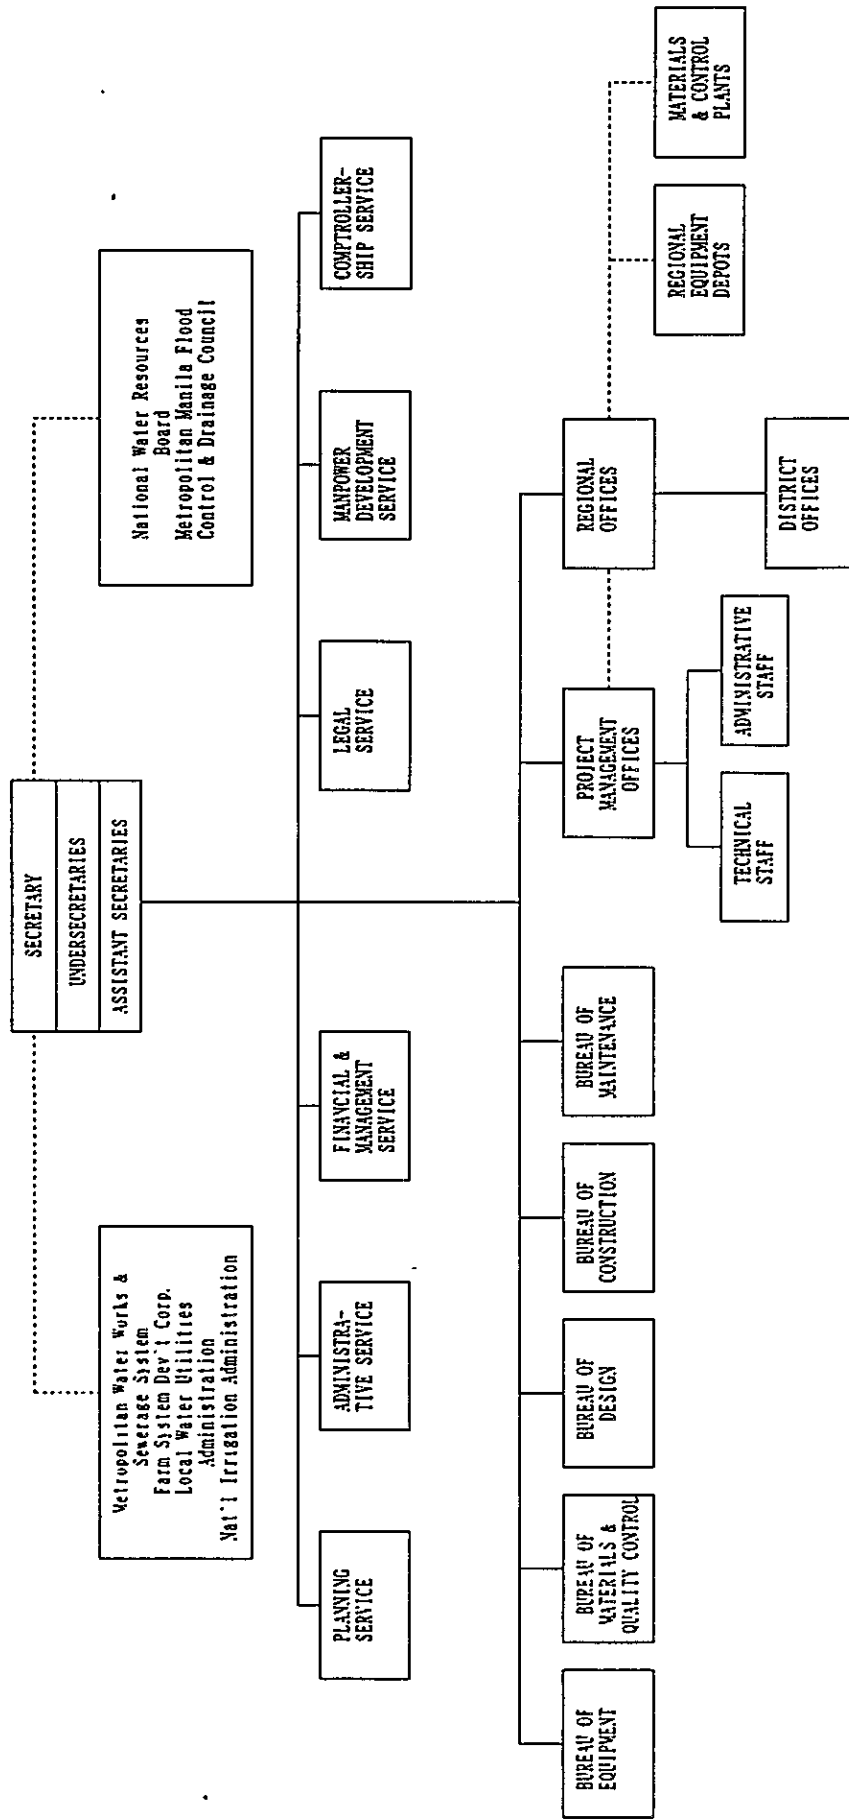 SECRETARY
UNDERSECRETARIES
ASSISTANT SECRETARIES
Metropolitan Water Works &
Sewerage System
Farm System Dev't Corp.
Local Water Utilities
Administration
Nat'l Irrigation Administration
National Water Resources
Board
Metropolitan Manila Flood
Control & Drainage Council
PLANNING
SERVICE
ADMINISTRA-
TIVE SERVICE
FINANCIAL &
MANAGEMENT
SERVICE
LEGAL
SERVICE
MANPOWER
DEVELOPMENT
SERVICE
COMPTROLLER-
SHIP SERVICE
BUREAU OF
EQUIPMENT
BUREAU OF
MATERIALS &
QUALITY CONTROL
BUREAU OF
DESIGN
BUREAU OF
CONSTRUCTION
BUREAU OF
MAINTENANCE
PROJECT
MANAGEMENT
OFFICES
REGIONAL
OFFICES
REGIONAL
EQUIPMENT
DEPOTS
MATERIALS
& CONTROL
PLANTS
TECHNICAL
STAFF
ADMINISTRATIVE
STAFF
DISTRICT
OFFICES